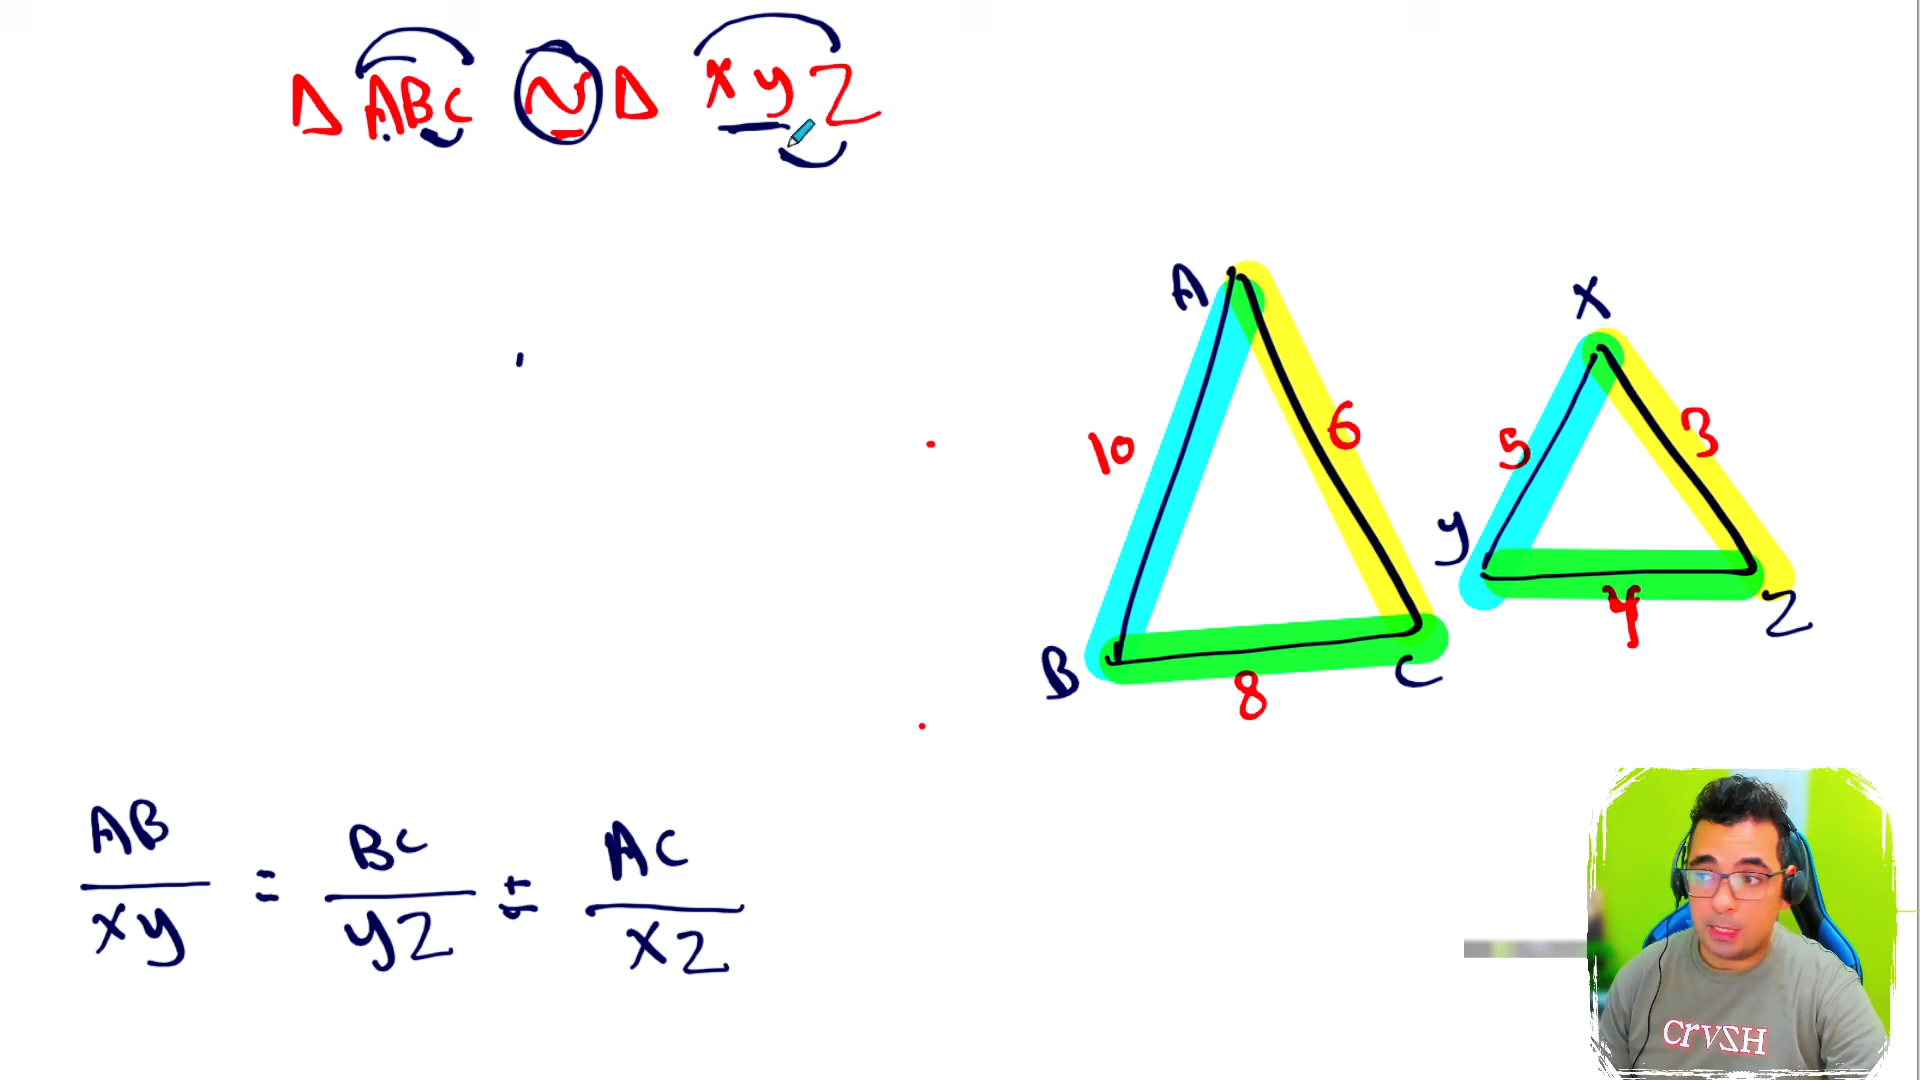 Δ ABC ~ Δ XYZ
A
X
10
6
5
3
y
4
Z
B
8
C
AB/XY = BC/YZ = AC/XZ
CRVSH